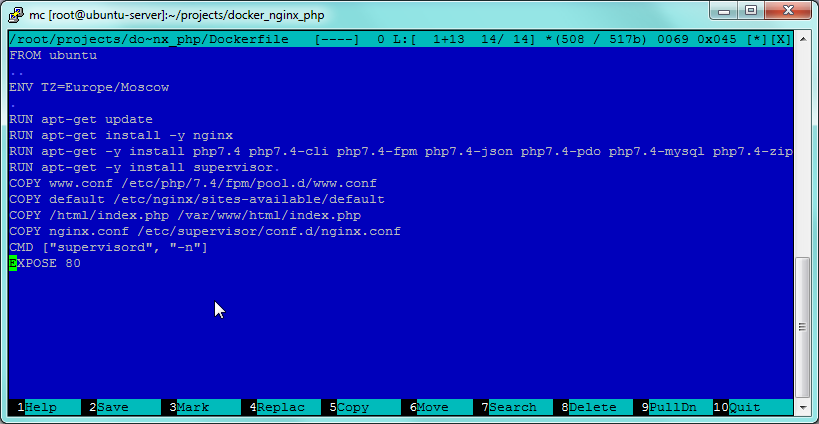 mc [root@ubuntu-server]:~/projects/docker_nginx_php
/root/projects/do~nx_php/Dockerfile   [----]  0 L:[  1+13  14/ 14] *(508 / 517b) 0069 0x045 [*][X]
FROM ubuntu
..
ENV TZ=Europe/Moscow
.
RUN apt-get update
RUN apt-get install -y nginx
RUN apt-get -y install php7.4 php7.4-cli php7.4-fpm php7.4-json php7.4-pdo php7.4-mysql php7.4-zip
RUN apt-get -y install supervisor.
COPY www.conf /etc/php/7.4/fpm/pool.d/www.conf
COPY default /etc/nginx/sites-available/default
COPY /html/index.php /var/www/html/index.php
COPY nginx.conf /etc/supervisor/conf.d/nginx.conf
CMD ["supervisord", "-n"]
EXPOSE 80
1Help 2Save 3Mark 4Replac 5Copy 6Move 7Search 8Delete 9PullDn 10Quit